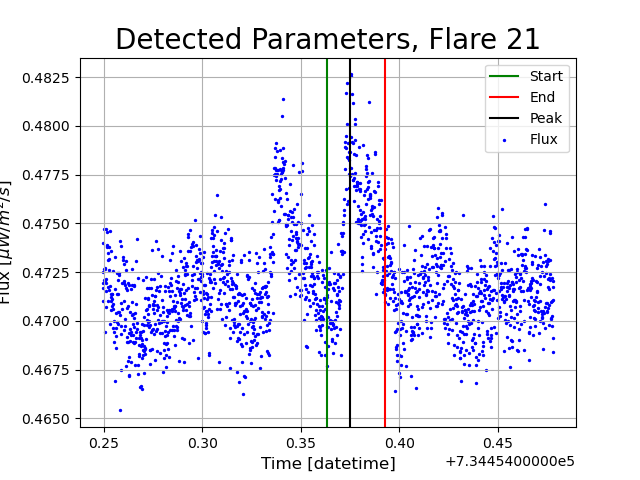 Detected Parameters, Flare 21
Flux [μW/m²/s]
0.4825
0.4800
0.4775
0.4750
0.4725
0.4700
0.4675
0.4650
Start
End
Peak
Flux
0.25
0.30
0.35
0.40
0.45
Time [datetime]
+7.3445400000e5